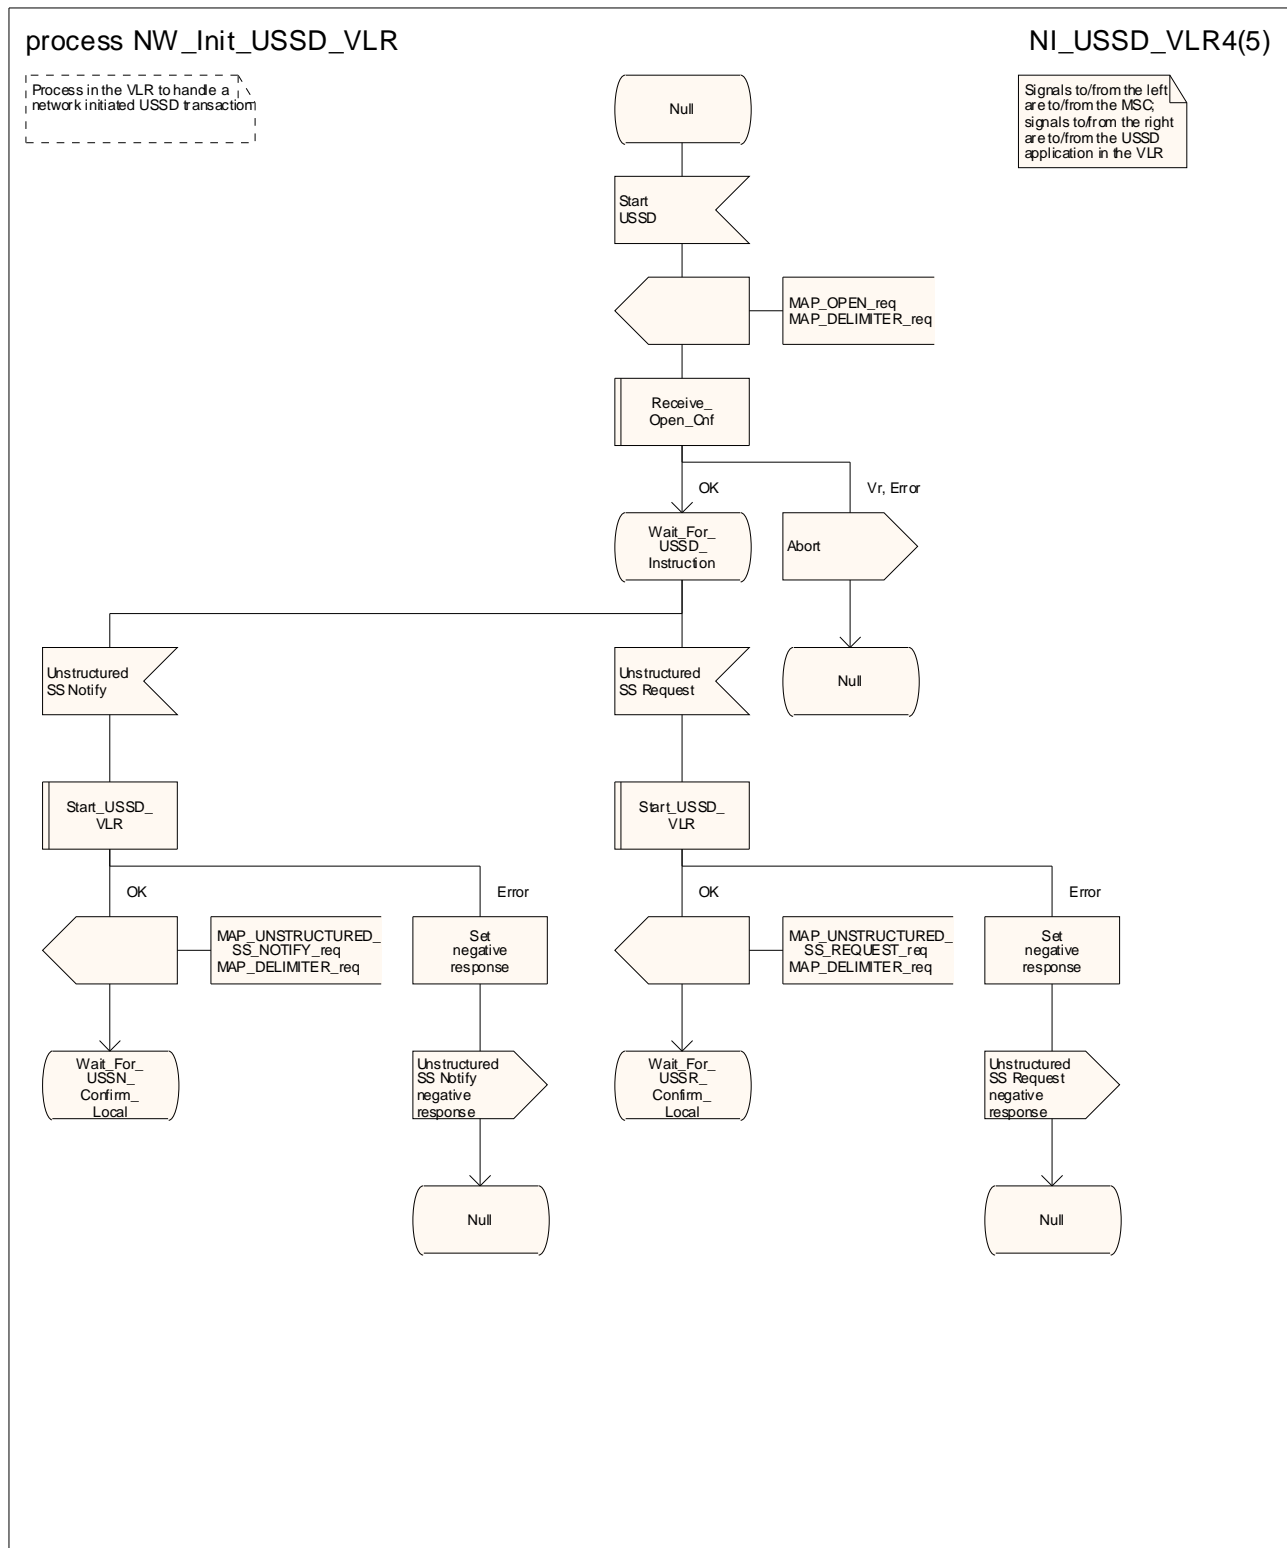 process NW_Init_USSD_VLR
NI_USSD_VLR4(5)
Process in the VLR to handle a
network initiated USSD transaction
Signals to/from the left
are to/from the MSC;
signals to/from the right
are to/from the USSD
application in the VLR
Null
Start
USSD
MAP_OPEN_req
MAP_DELIMITER_req
Receive_
Open_Cnf
OK
Vr, Error
Wait_For_
USSD_
Instruction
Abort
Unstructured
SS Notify
Unstructured
SS Request
Null
Start_USSD_
VLR
Start_USSD_
VLR
OK
Error
OK
Error
MAP_UNSTRUCTURED_
SS_NOTIFY_req
MAP_DELIMITER_req
Set
negative
response
MAP_UNSTRUCTURED_
SS_REQUEST_req
MAP_DELIMITER_req
Set
negative
response
Wait_For_
USSN_
Confirm_
Local
Unstructured
SS Notify
negative
response
Wait_For_
USSR_
Confirm_
Local
Unstructured
SS Request
negative
response
Null
Null